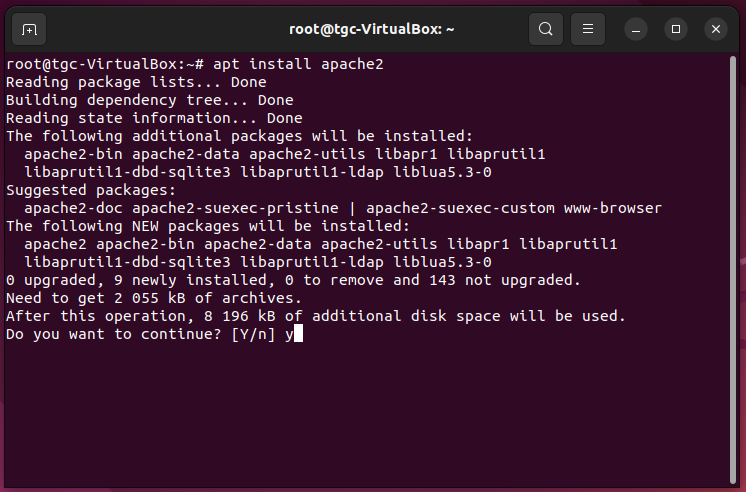 root@tgc-VirtualBox: ~
root@tgc-VirtualBox:~# apt install apache2
Reading package lists... Done
Building dependency tree... Done
Reading state information... Done
The following additional packages will be installed:
  apache2-bin apache2-data apache2-utils libapr1 libaprutil1
  libaprutil1-dbd-sqlite3 libaprutil1-ldap liblua5.3-0
Suggested packages:
  apache2-doc apache2-suexec-pristine | apache2-suexec-custom www-browser
The following NEW packages will be installed:
  apache2 apache2-bin apache2-data apache2-utils libapr1 libaprutil1
  libaprutil1-dbd-sqlite3 libaprutil1-ldap liblua5.3-0
0 upgraded, 9 newly installed, 0 to remove and 143 not upgraded.
Need to get 2 055 kB of archives.
After this operation, 8 196 kB of additional disk space will be used.
Do you want to continue? [Y/n] y